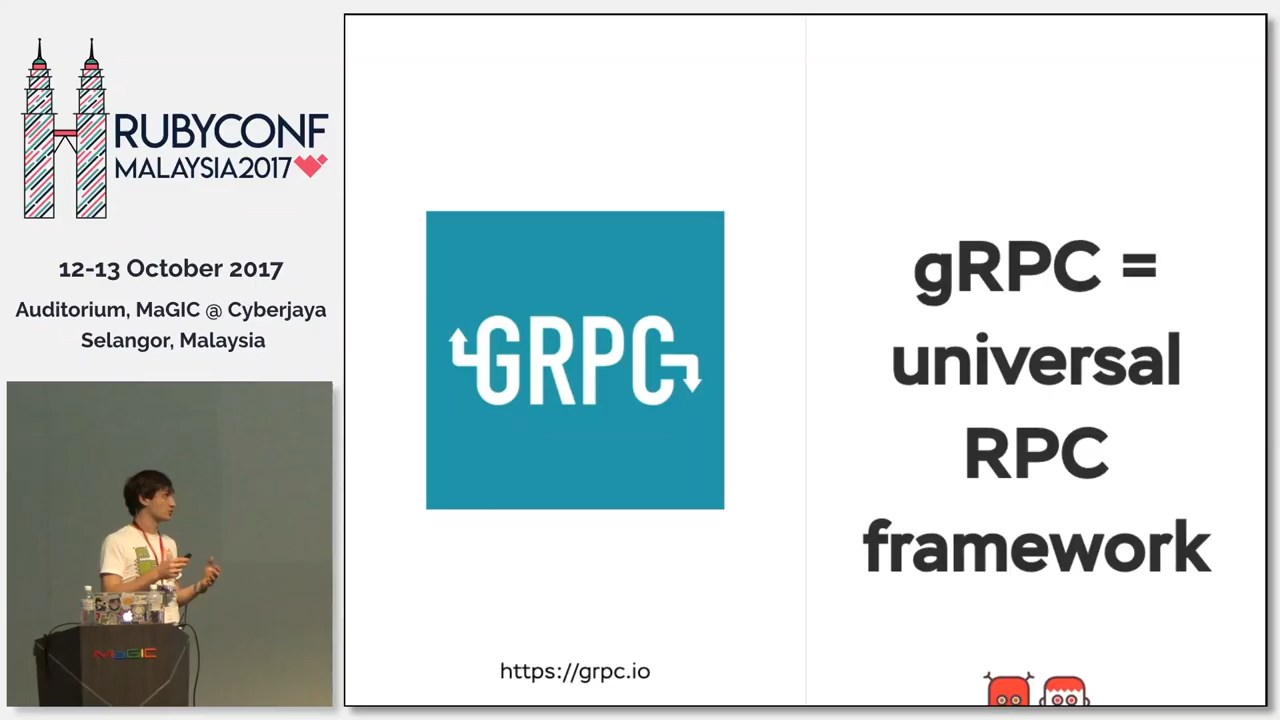 RUBYCONF
MALAYSIA2017
12-13 October 2017
Auditorium, MaGIC @ Cyberjaya
Selangor, Malaysia
MaGIC
GRPC
https://grpc.io
gRPC =
universal
RPC
framework